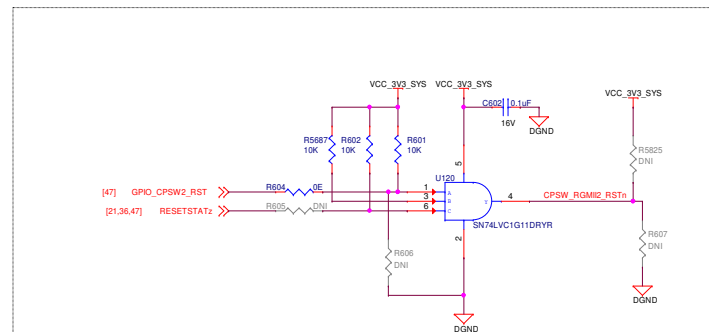 VCC_3V3_SYS VCC_3V3_SYS
C602 0.1uF
VCC_3V3_SYS
16V
DGND
R5687 R602 R601
10K 10K 10K
R5825
DNI
5
U120
[47] GPIO_CPSW2_RST R604 0E 1 A
3 B Y 4 CPSW_RGMII2_RSTn
[21,36,47] RESETSTATz R605 DNI 6 C
SN74LVC1G11DRYR
2
R606
DNI
R607
DNI
DGND
DGND